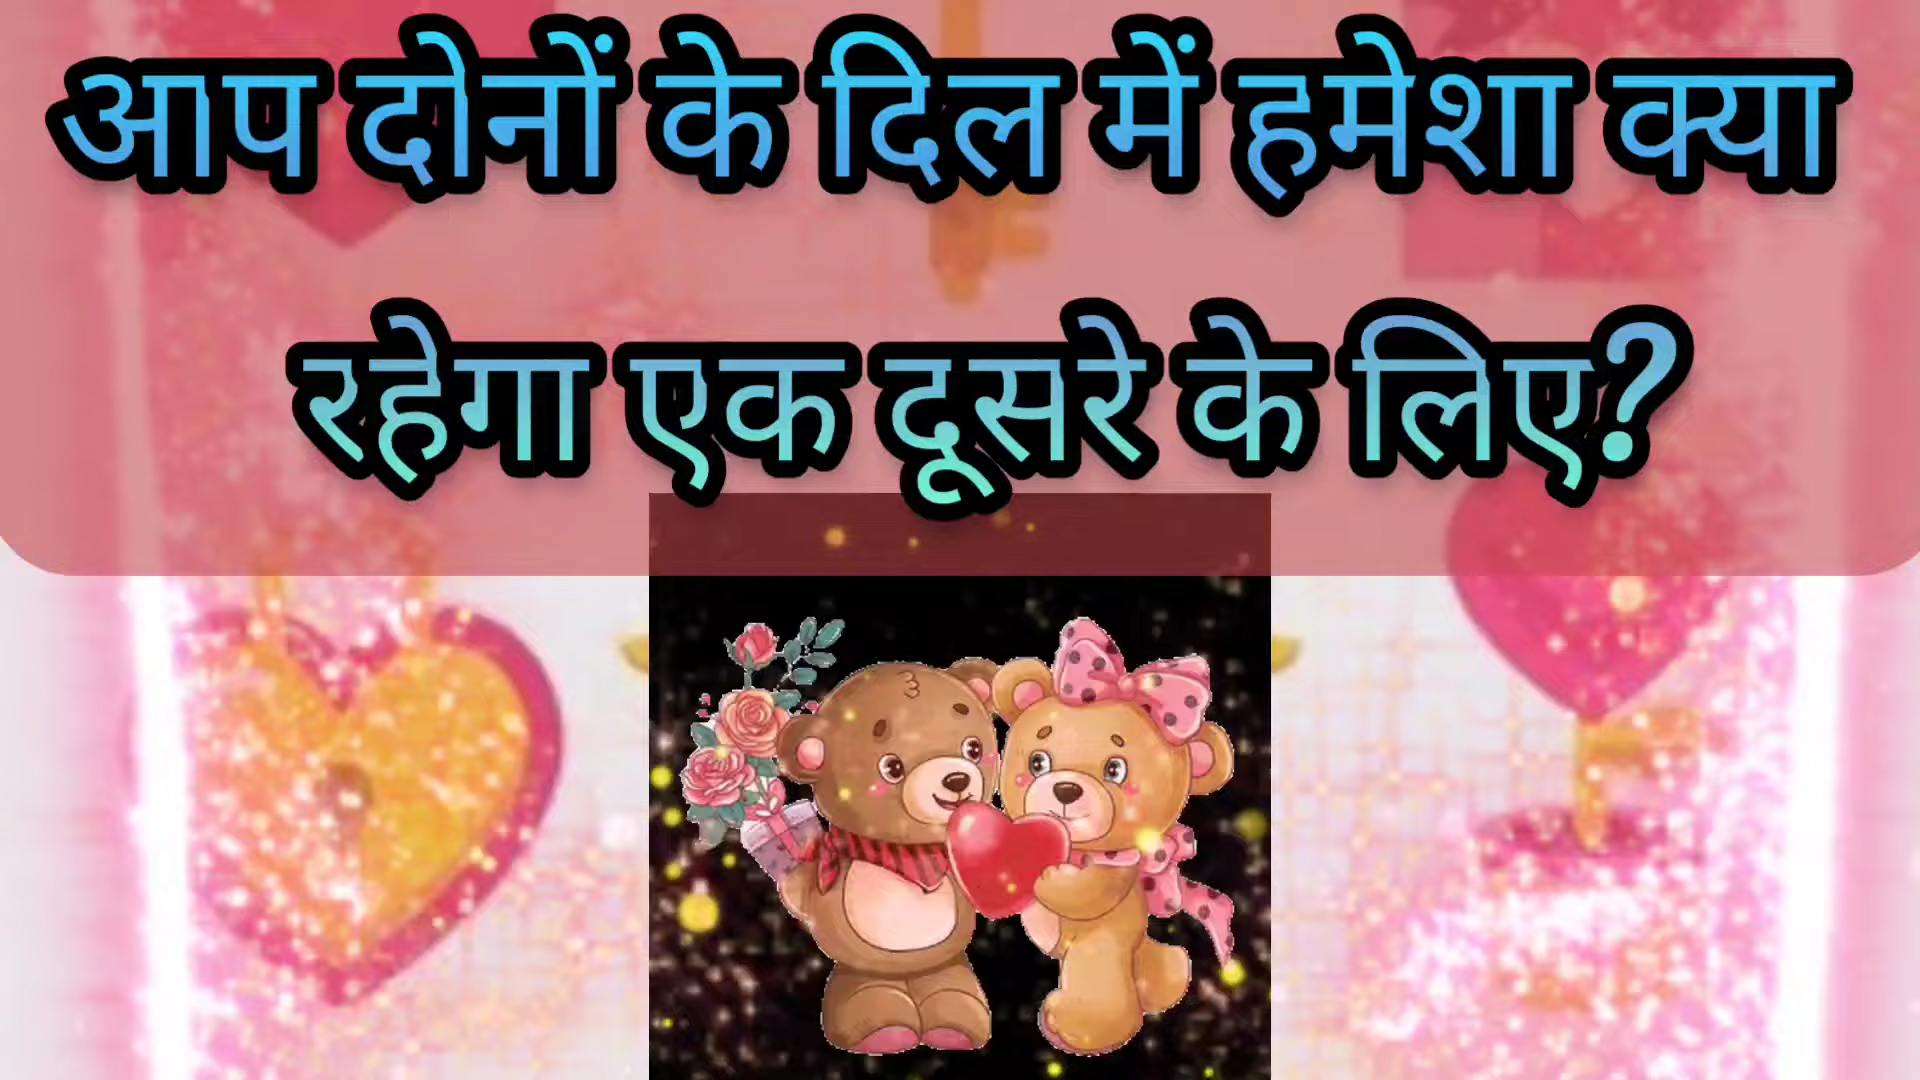 आप दोनों के दिल में हमेशा क्या
रहेगा एक दूसरे के लिए?